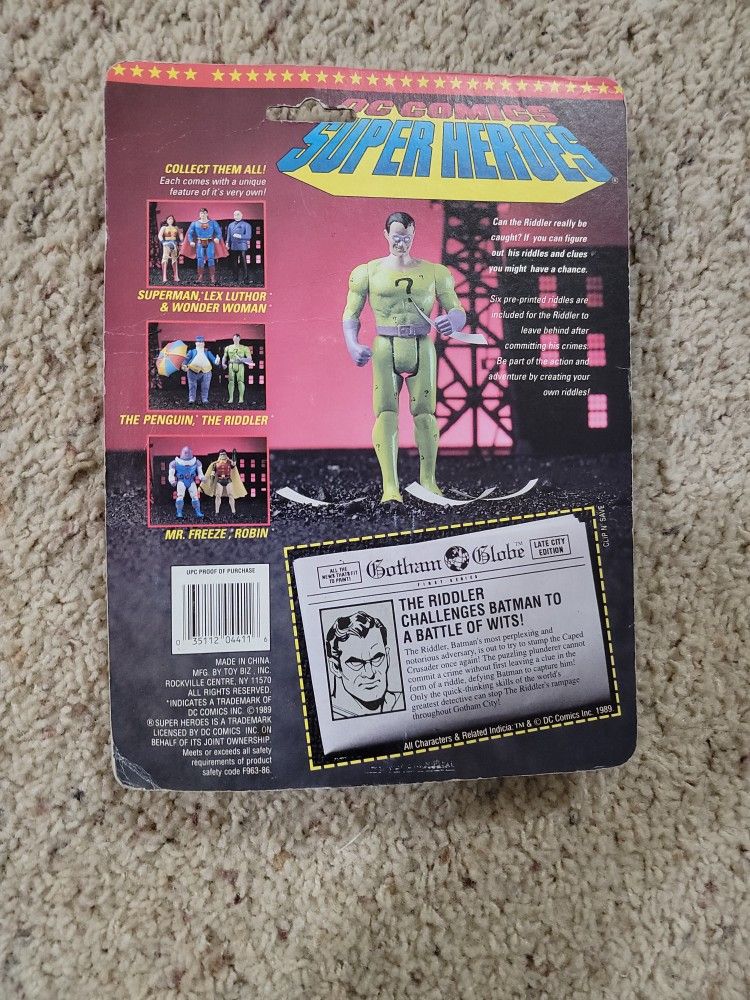 DC COMICS
SUPER HEROES®
COLLECT THEM ALL!
Each comes with a unique
feature of it's very own!
SUPERMAN,* LEX LUTHOR*
& WONDER WOMAN*
THE PENGUIN,* THE RIDDLER*
MR. FREEZE*, ROBIN*
Can the Riddler really be
caught? If you can figure
out his riddles and clues
you might have a chance.
Six pre-printed riddles are
included for the Riddler to
leave behind after
committing his crimes.
Be part of the action and
adventure by creating your
own riddles!
?
UPC PROOF OF PURCHASE
0 35112 04411 6
MADE IN CHINA
MFG. BY TOY BIZ, INC.
ROCKVILLE CENTRE, NY 11570
ALL RIGHTS RESERVED.
*INDICATES A TRADEMARK OF
DC COMICS INC. ©1989
® SUPER HEROES IS A TRADEMARK
LICENSED BY DC COMICS INC. ON
BEHALF OF ITS JOINT OWNERSHIP.
Meets or exceeds all safety
requirements of product
safety code F963-86.
CLIP N' SAVE
ALL THE
NEWS THAT'S FIT
TO PRINT!
Gotham Globe™
FIRST SERIES
LATE CITY
EDITION
THE RIDDLER
CHALLENGES BATMAN TO
A BATTLE OF WITS!
The Riddler, Batman's most perplexing and
notorious adversary, is out to try to stump the Caped
Crusader once again! The puzzling plunderer cannot
commit a crime without first leaving a clue in the
form of a riddle, defying Batman to capture him!
Only the quick-thinking skills of the world's
greatest detective can stop The Riddler's rampage
throughout Gotham City!
All Characters & Related Indicia: ™ & © DC Comics Inc. 1989